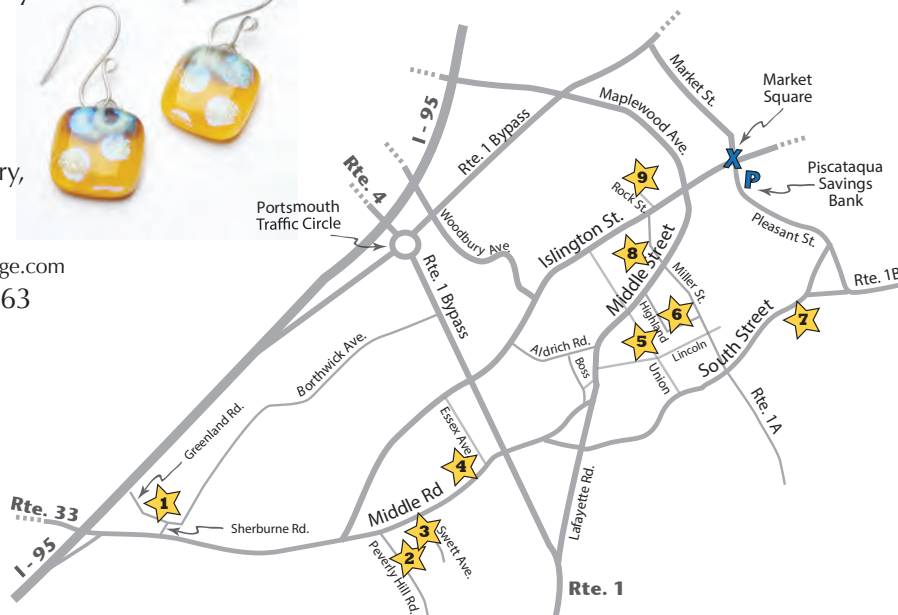 y
ry,
ge.com
63
I - 95
Rte. 4
Portsmouth
Traffic Circle
Rte. 1 Bypass
Woodbury Ave
Maplewood Ave.
Market St.
Market
Square
X
P
Piscataqua
Savings
Bank
Pleasant St.
Rte. 1B
9
Rock St.
Islington St.
8
Middle Street
Miller St.
6
Highland
5
Lincoln
Union
7
South Street
Rte. 1A
Rte. 1 Bypass
Aldrich Rd.
Boss
Borthwick Ave.
Greenland Rd.
1
Essex Ave
4
Rte. 33
Sherburne Rd.
Middle Rd
3
2
Swett Ave.
Peverly Hill Rd.
Lafayette Rd.
I - 95
Rte. 1